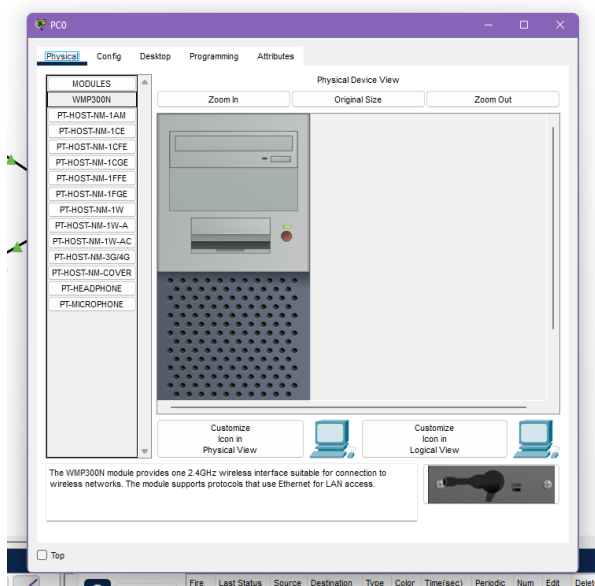 PC0
Physical Config Desktop Programming Attributes
MODULES
WMP300N
PT-HOST-NM-1AM
PT-HOST-NM-1CE
PT-HOST-NM-1CFE
PT-HOST-NM-1CGE
PT-HOST-NM-1FFE
PT-HOST-NM-1FGE
PT-HOST-NM-1W
PT-HOST-NM-1W-A
PT-HOST-NM-1W-AC
PT-HOST-NM-3G/4G
PT-HOST-NM-COVER
PT-HEADPHONE
PT-MICROPHONE
Physical Device View
Zoom In Original Size Zoom Out
Customize
Icon in
Physical View
Customize
Icon in
Logical View
The WMP300N module provides one 2.4GHz wireless interface suitable for connection to
wireless networks. The module supports protocols that use Ethernet for LAN access.
Top
Fire Last Status Source Destination Type Color Time(sec) Periodic Num Edit Delete